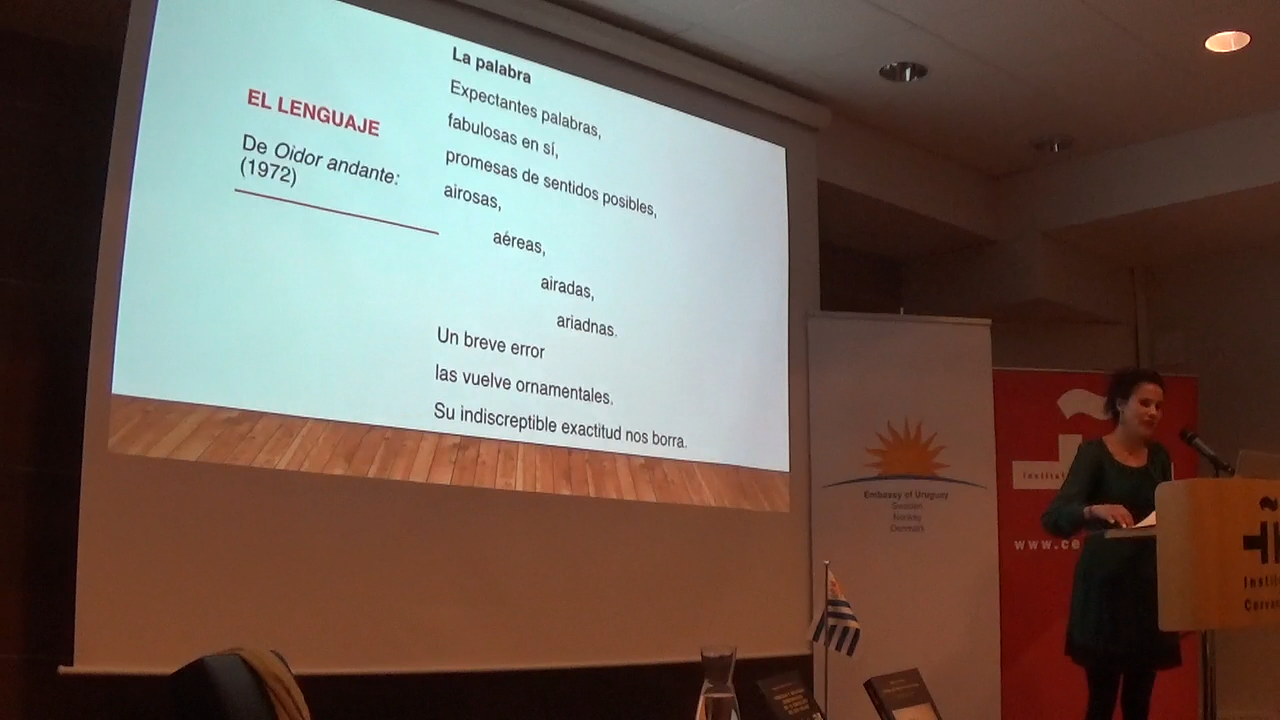 EL LENGUAJE
De Oidor andante:
(1972)
La palabra
Expectantes palabras,
fabulosas en sí,
promesas de sentidos posibles,
airosas,
aéreas,
airadas,
ariadnas.
Un breve error
las vuelve ornamentales.
Su indiscreptible exactitud nos borra.
Embassy of Uruguay
Sweden
Norway
Denmark
www.ce